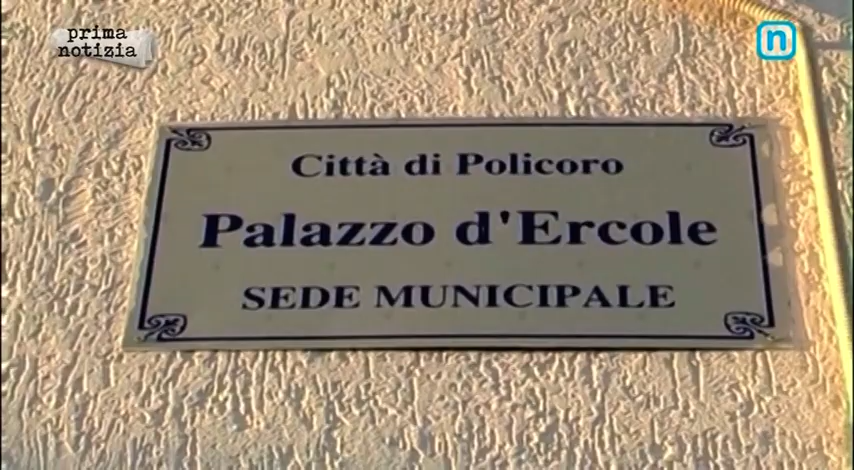 prima
notizia
n
Città di Policoro
Palazzo d'Ercole
SEDE MUNICIPALE